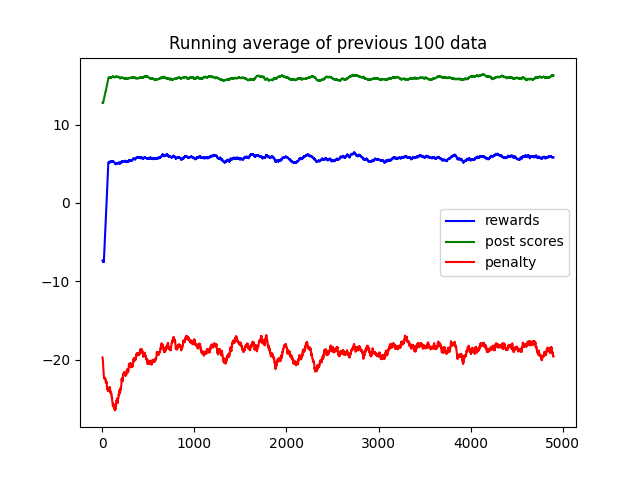 Running average of previous 100 data
10
0
−10
−20
rewards
post scores
penalty
0 1000 2000 3000 4000 5000